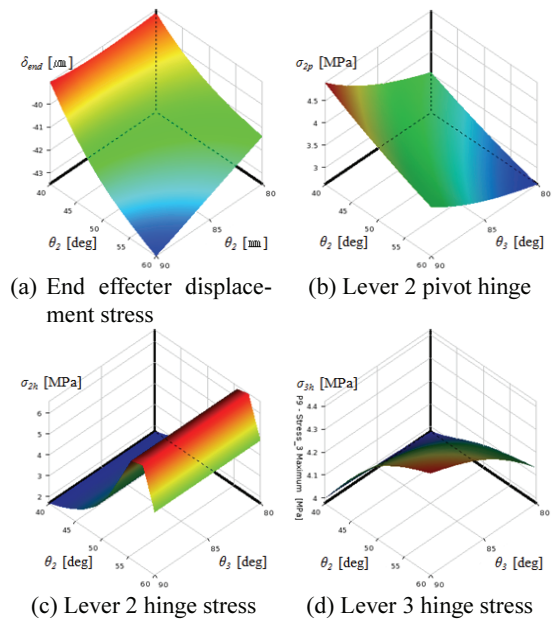 δend [㎛]
-40
-41
-42
-43
40
45
50
55
60 90
85
80
θ2 [deg]
θ2 [mm]
(a) End effecter displace-
ment stress
σ2p [MPa]
4.5
4
3.5
3
40
45
50
55
60 90
85
80
θ2 [deg]
θ3 [deg]
(b) Lever 2 pivot hinge
σ2h [MPa]
6
5
4
3
2
40
45
50
55
60 90
85
80
θ2 [deg]
θ3 [deg]
(c) Lever 2 hinge stress
σ3h [MPa]
P9 - Stress_3 Maximum [MPa]
4.4
4.3
4.2
4.1
4
40
45
50
55
60 90
85
80
θ2 [deg]
θ3 [deg]
(d) Lever 3 hinge stress